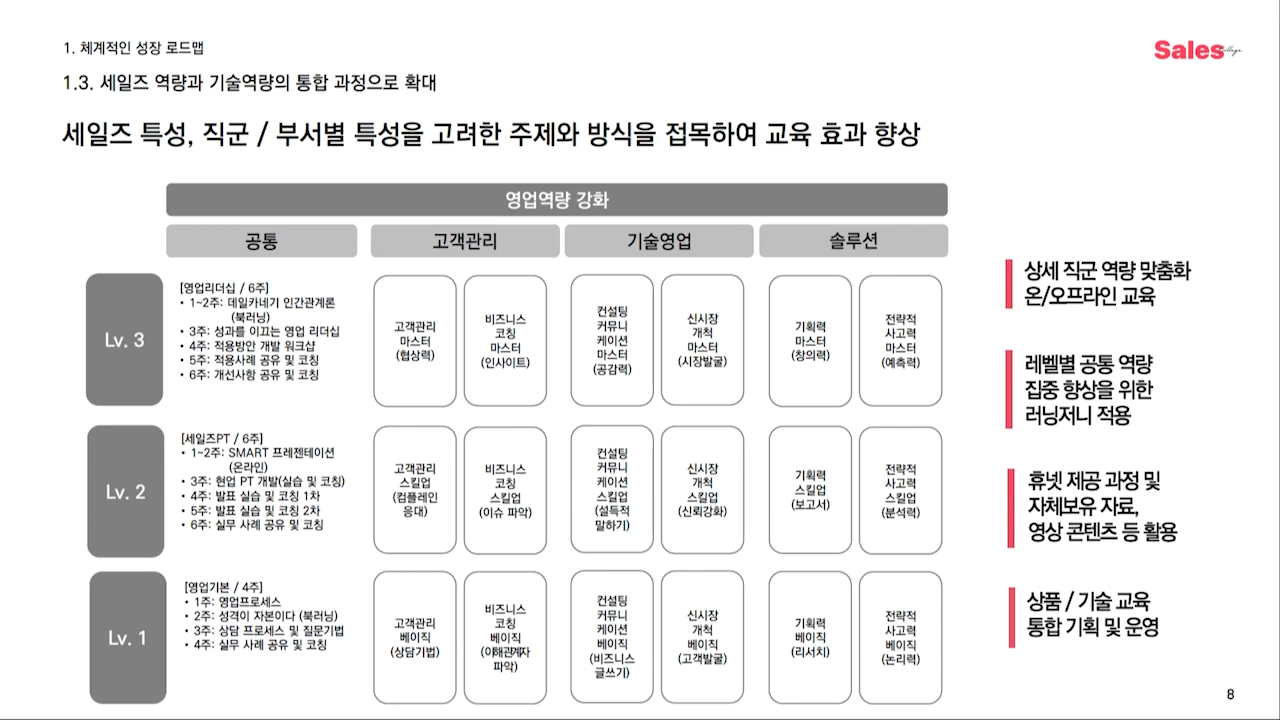 1. 체계적인 성장 로드맵
Sales
College
1.3. 세일즈 역량과 기술역량의 통합 과정으로 확대
세일즈 특성, 직군 / 부서별 특성을 고려한 주제와 방식을 접목하여 교육 효과 향상
영업역량 강화
공통
고객관리
기술영업
솔루션
Lv. 3
[영업리더십 / 6주]
• 1~2주: 데일카네기 인간관계론
(북러닝)
• 3주: 성과를 이끄는 영업 리더십
• 4주: 적용방안 개발 워크샵
• 5주: 적용사례 공유 및 코칭
• 6주: 개선사항 공유 및 코칭
고객관리
마스터
(협상력)
비즈니스
코칭
마스터
(인사이트)
컨설팅
커뮤니
케이션
마스터
(공감력)
신시장
개척
마스터
(시장발굴)
기획력
마스터
(창의력)
전략적
사고력
마스터
(예측력)
Lv. 2
[세일즈PT / 6주]
• 1~2주: SMART 프레젠테이션
(온라인)
• 3주: 현업 PT 개발(실습 및 코칭)
• 4주: 발표 실습 및 코칭 1차
• 5주: 발표 실습 및 코칭 2차
• 6주: 실무 사례 공유 및 코칭
고객관리
스킬업
(컴플레인
응대)
비즈니스
코칭
스킬업
(이슈 파악)
컨설팅
커뮤니
케이션
스킬업
(설득적
말하기)
신시장
개척
스킬업
(신뢰강화)
기획력
스킬업
(보고서)
전략적
사고력
스킬업
(분석력)
Lv. 1
[영업기본 / 4주]
• 1주: 영업프로세스
• 2주: 성격이 자본이다 (북러닝)
• 3주: 상담 프로세스 및 질문기법
• 4주: 실무 사례 공유 및 코칭
고객관리
베이직
(상담기법)
비즈니스
코칭
베이직
(이해관계자
파악)
컨설팅
커뮤니
케이션
베이직
(비즈니스
글쓰기)
신시장
개척
베이직
(고객발굴)
기획력
베이직
(리서치)
전략적
사고력
베이직
(논리력)
상세 직군 역량 맞춤화
온/오프라인 교육
레벨별 공통 역량
집중 향상을 위한
러닝저니 적용
휴넷 제공 과정 및
자체보유 자료,
영상 콘텐츠 등 활용
상품 / 기술 교육
통합 기획 및 운영
8